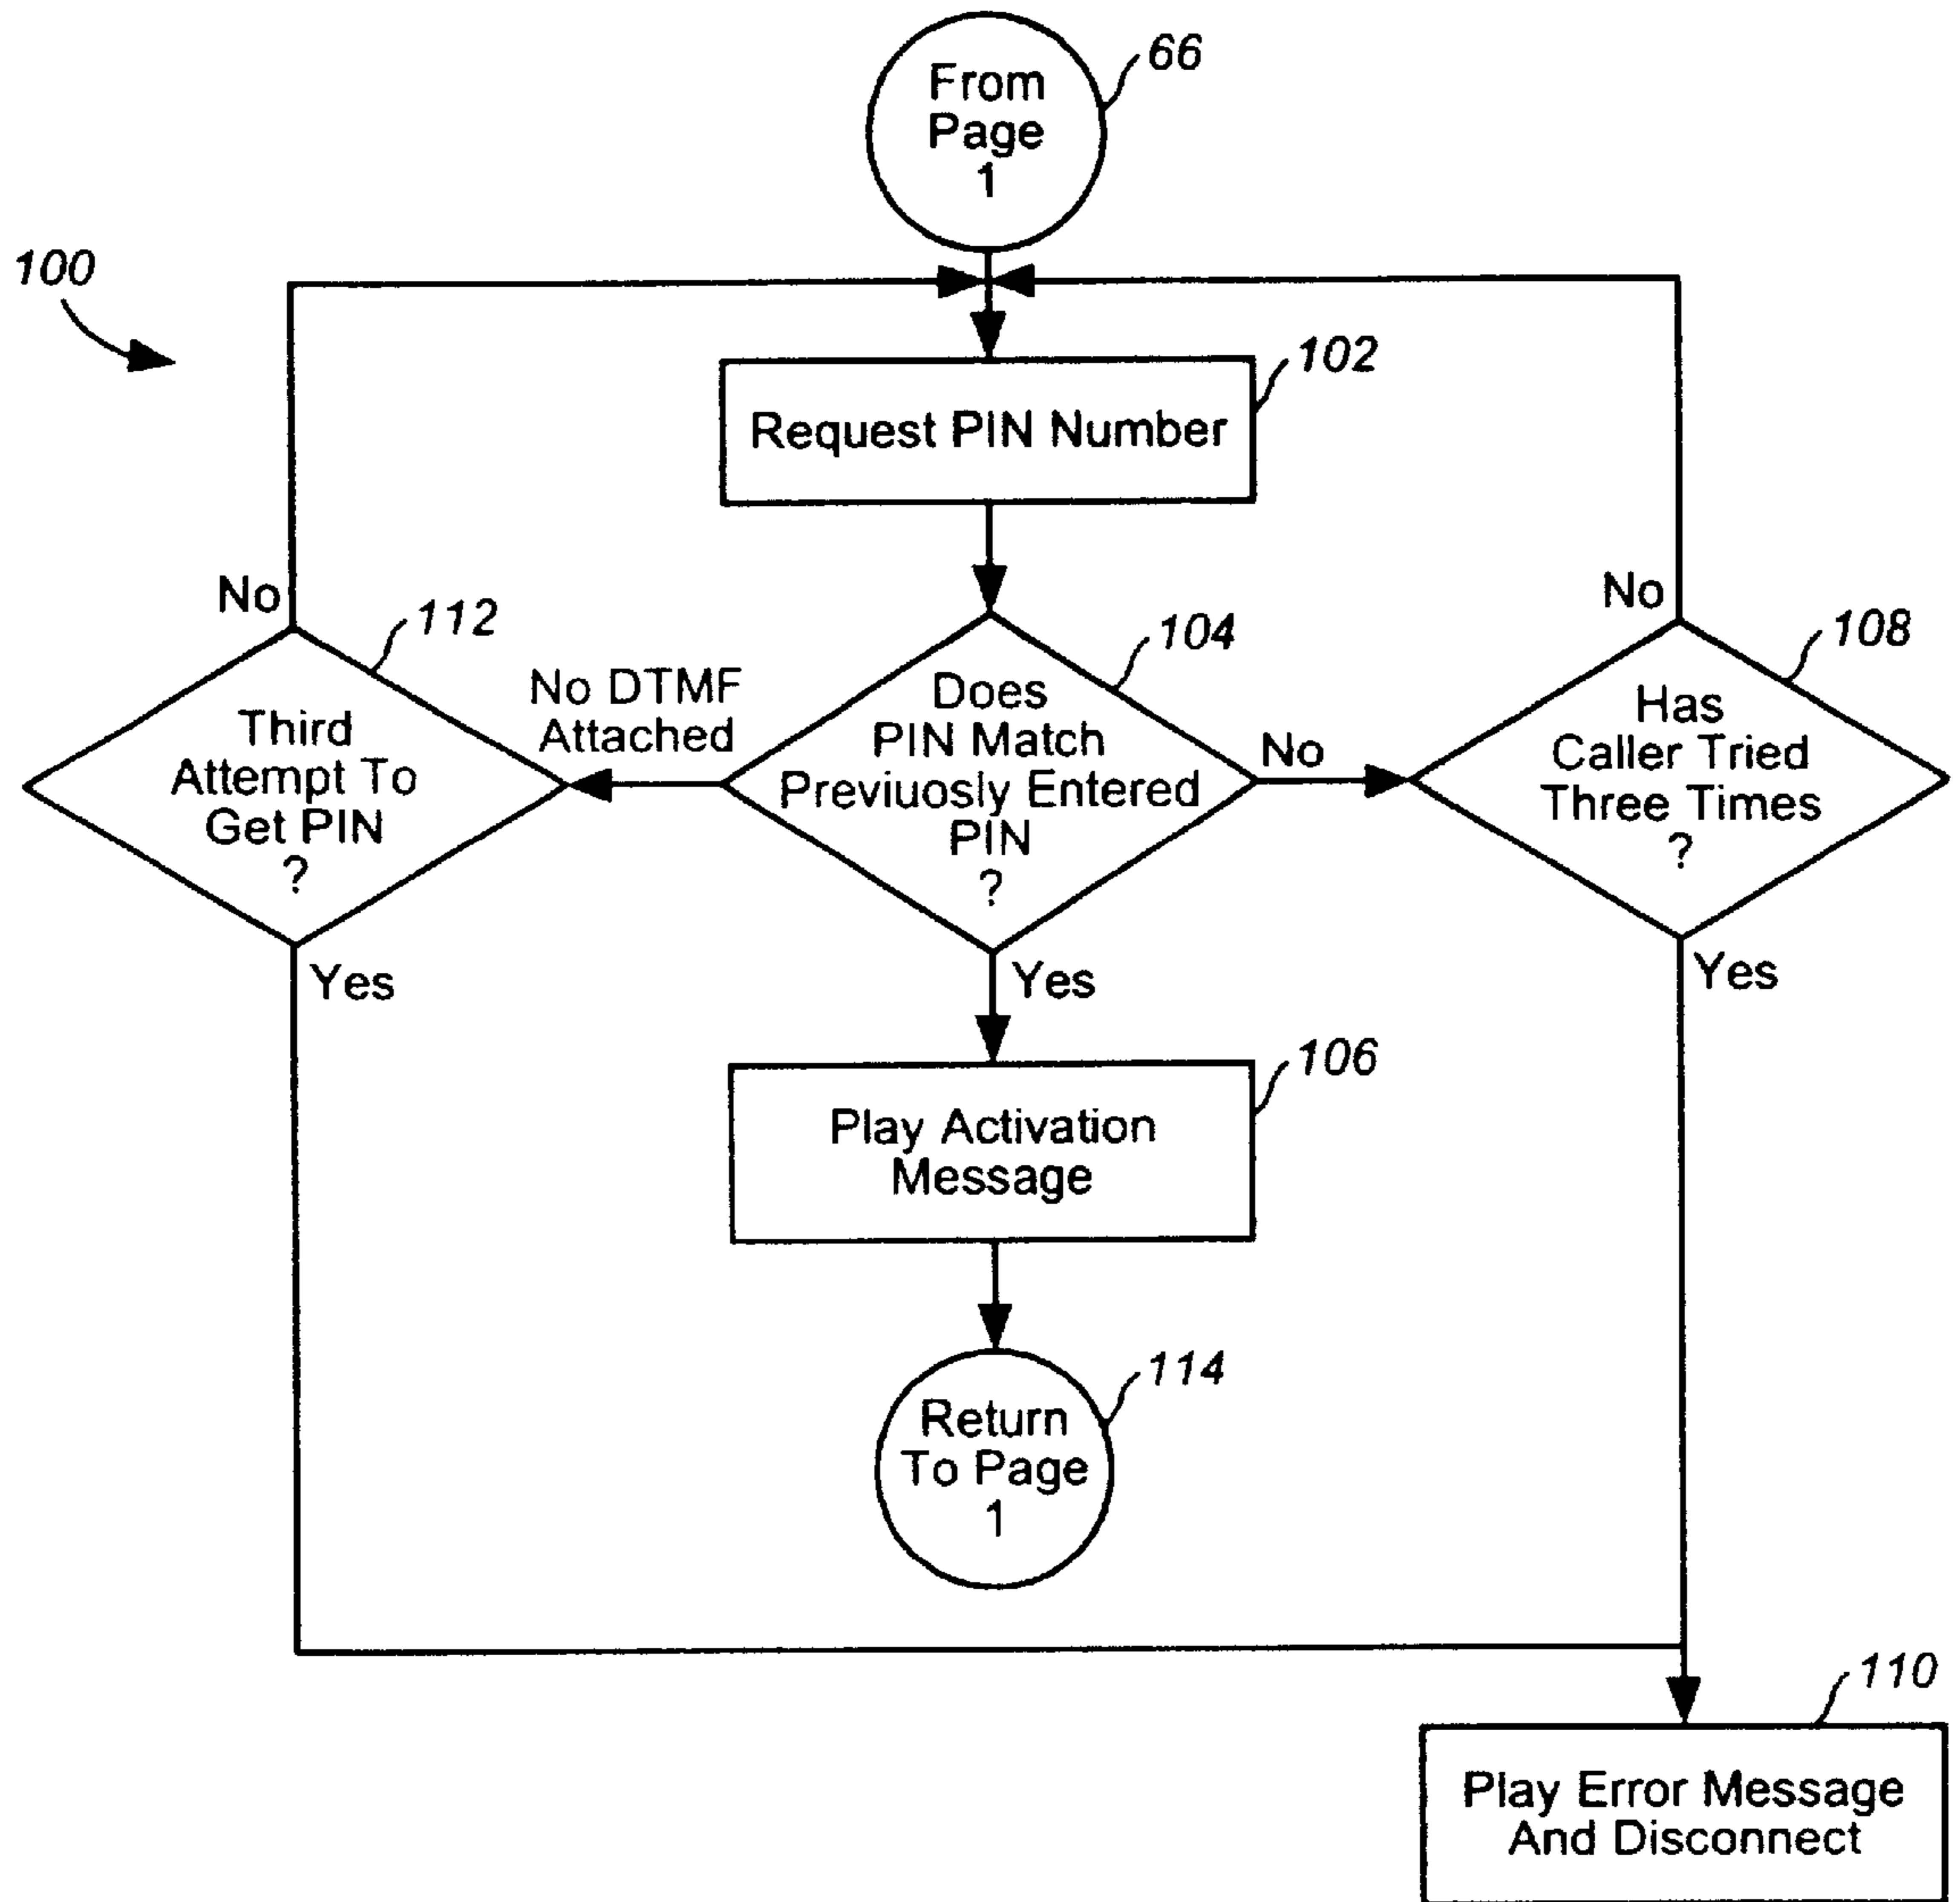 From
Page
1
66
100
102
Request PIN Number
No
112
Third
Attempt To
Get PIN
?
Yes
No DTMF
Attached
104
Does
PIN Match
Previuosly Entered
PIN
?
No
Yes
No
108
Has
Caller Tried
Three Times
?
Yes
106
Play Activation
Message
114
Return
To Page
1
110
Play Error Message
And Disconnect